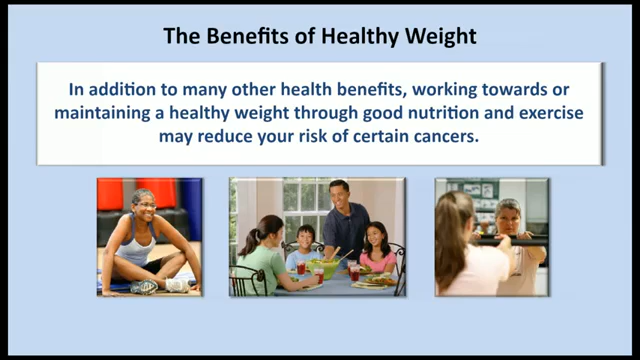 The Benefits of Healthy Weight
In addition to many other health benefits, working towards or
maintaining a healthy weight through good nutrition and exercise
may reduce your risk of certain cancers.